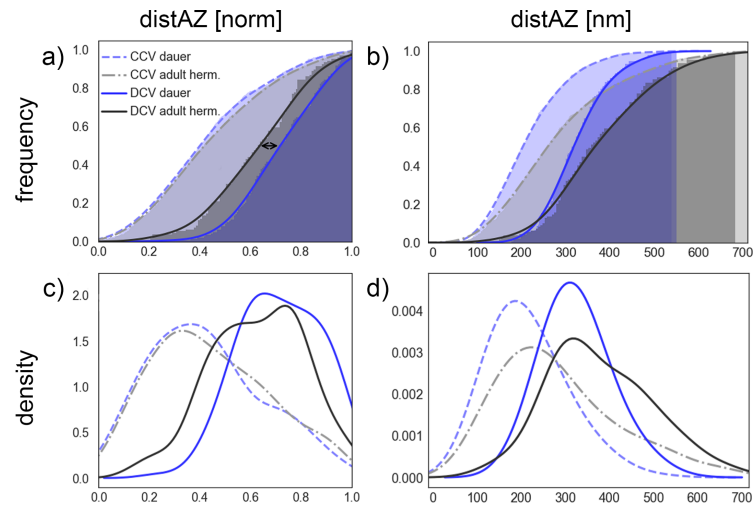 distAZ [norm]
distAZ [nm]
a)
b)
frequency
1.0
0.8
0.6
0.4
0.2
0.0
CCV dauer
CCV adult herm.
DCV dauer
DCV adult herm.
0.0 0.2 0.4 0.6 0.8 1.0
1.0
0.8
0.6
0.4
0.2
0.0
0 100 200 300 400 500 600 700
c)
d)
density
2.0
1.5
1.0
0.5
0.0
0.0 0.2 0.4 0.6 0.8 1.0
0.004
0.003
0.002
0.001
0.000
0 100 200 300 400 500 600 700